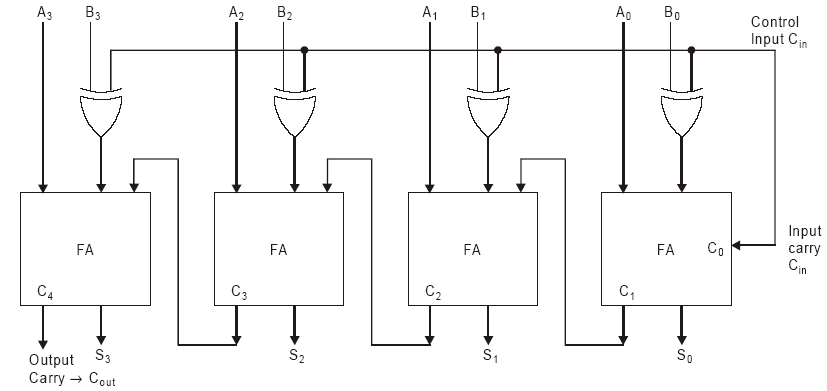 A₃ B₃ A₂ B₂ A₁ B₁ A₀ B₀
Control
Input Cᵢₙ
FA FA FA FA C₀
Input
carry
Cᵢₙ
C₄ C₃ C₂ C₁
S₃ S₂ S₁ S₀
Output
Carry → Cₒᵤₜ